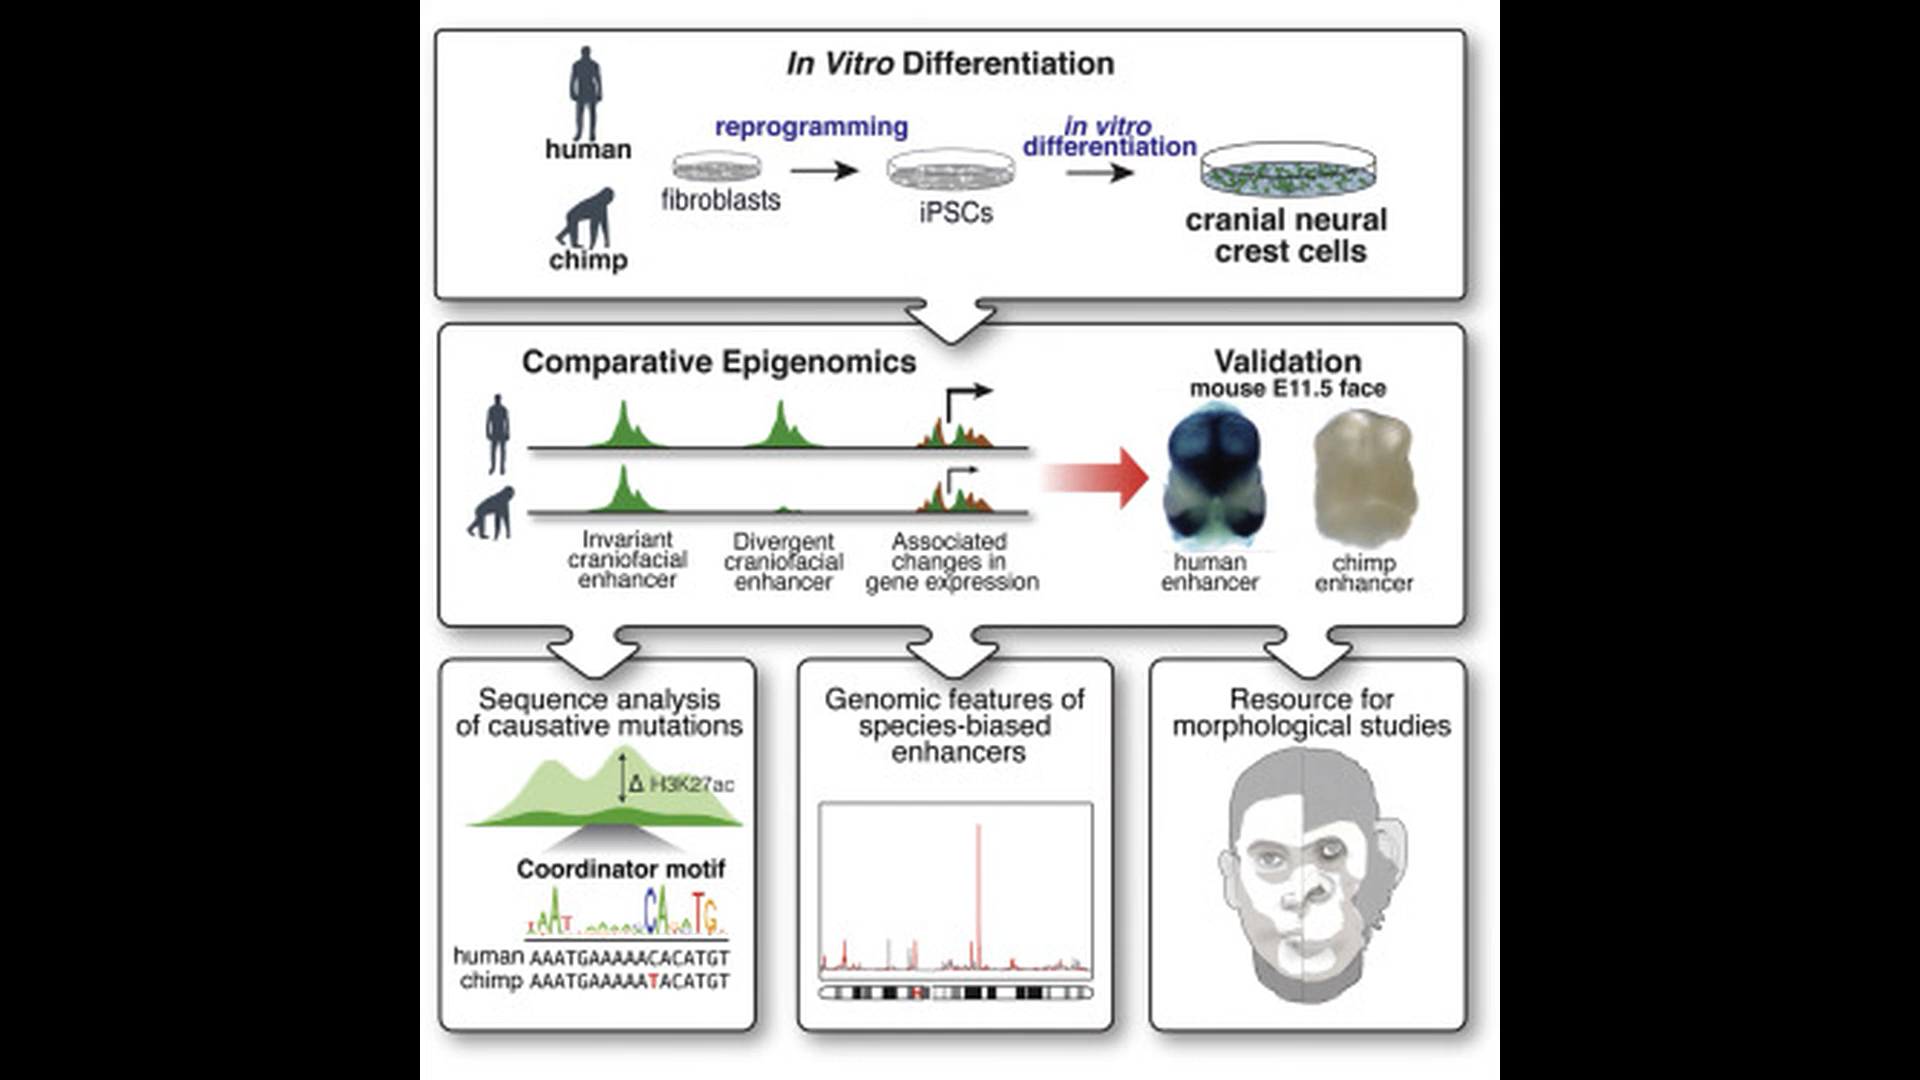 In Vitro Differentiation
human
chimp
reprogramming
fibroblasts
iPSCs
in vitro
differentiation
cranial neural
crest cells
Comparative Epigenomics
Invariant
craniofacial
enhancer
Divergent
craniofacial
enhancer
Associated
changes in
gene expression
Validation
mouse E11.5 face
human
enhancer
chimp
enhancer
Sequence analysis
of causative mutations
Δ H3K27ac
Coordinator motif
human AAATGAAAAACACATGT
chimp AAATGAAAAATACATGT
Genomic features of
species-biased
enhancers
Resource for
morphological studies